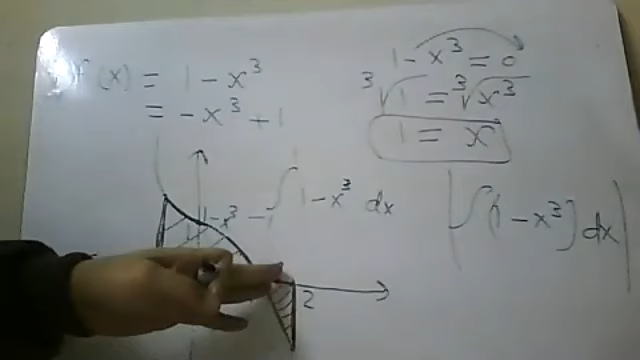 f(x) = 1 - x³
= -x³ + 1
1 - x³ = 0
³√1 = ³√x³
1 = x
1-x³
∫ 1 - x³ dx
|∫(1 - x³)dx|
2